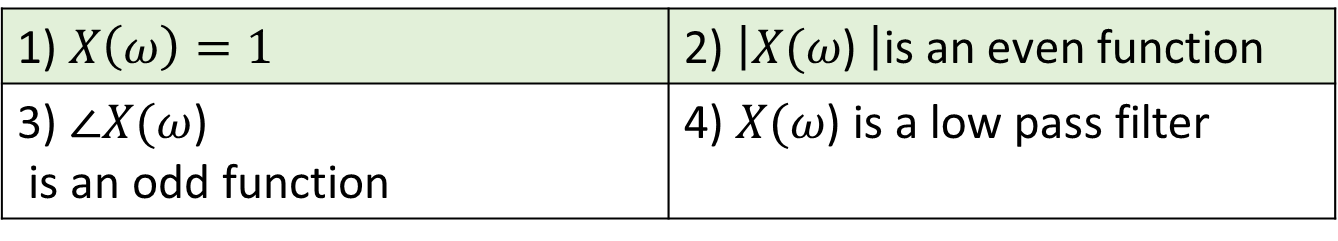 1) 𝑋(𝜔) = 1
2) |𝑋(𝜔) |is an even function
3) ∠𝑋(𝜔)
is an odd function
4) 𝑋(𝜔) is a low pass filter